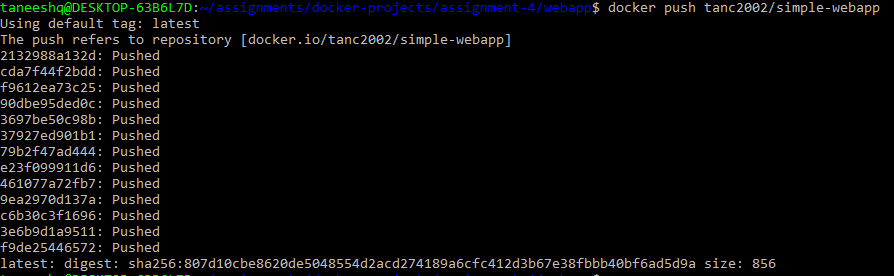 taneeshq@DESKTOP-63B6L7D:~/assignments/docker-projects/assignment-4/webapp$ docker push tanc2002/simple-webapp
Using default tag: latest
The push refers to repository [docker.io/tanc2002/simple-webapp]
2132988a132d: Pushed
cda7f44f2bdd: Pushed
f9612ea73c25: Pushed
90dbe95ded0c: Pushed
3697be50c98b: Pushed
37927ed901b1: Pushed
79b2f47ad444: Pushed
e23f099911d6: Pushed
461077a72fb7: Pushed
9ea2970d137a: Pushed
c6b30c3f1696: Pushed
3e6b9d1a9511: Pushed
f9de25446572: Pushed
latest: digest: sha256:807d10cbe8620de5048554d2acd274189a6cfc412d3b67e38fbbb40bf6ad5d9a size: 856